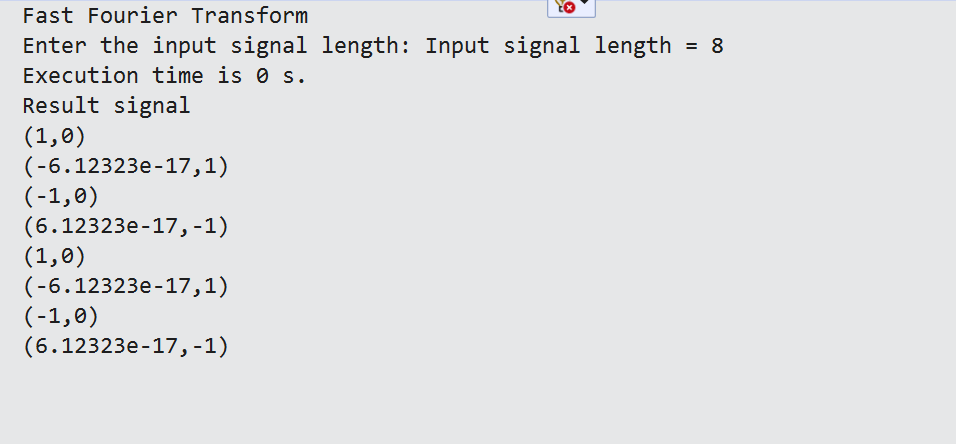 Fast Fourier Transform
Enter the input signal length: Input signal length = 8
Execution time is 0 s.
Result signal
(1,0)
(-6.12323e-17,1)
(-1,0)
(6.12323e-17,-1)
(1,0)
(-6.12323e-17,1)
(-1,0)
(6.12323e-17,-1)